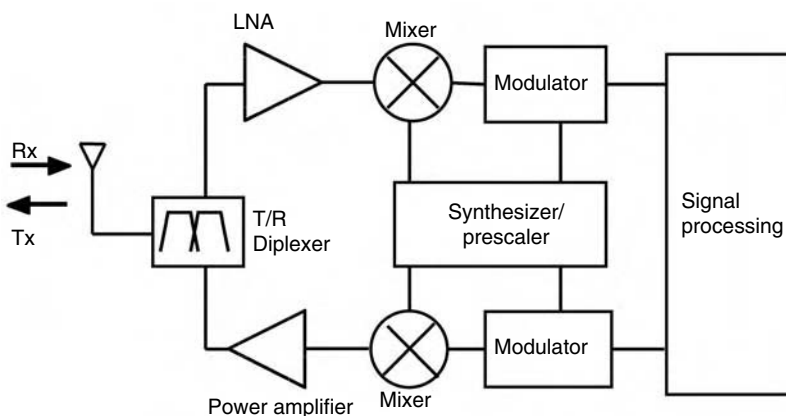 LNA
Mixer
Modulator
Rx
Tx
T/R
Diplexer
Synthesizer/
prescaler
Signal
processing
Modulator
Power amplifier
Mixer